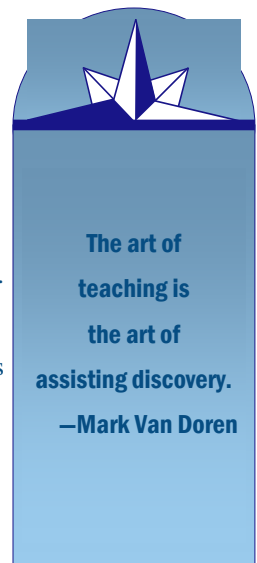 The art of
teaching is
the art of
assisting discovery.
—Mark Van Doren